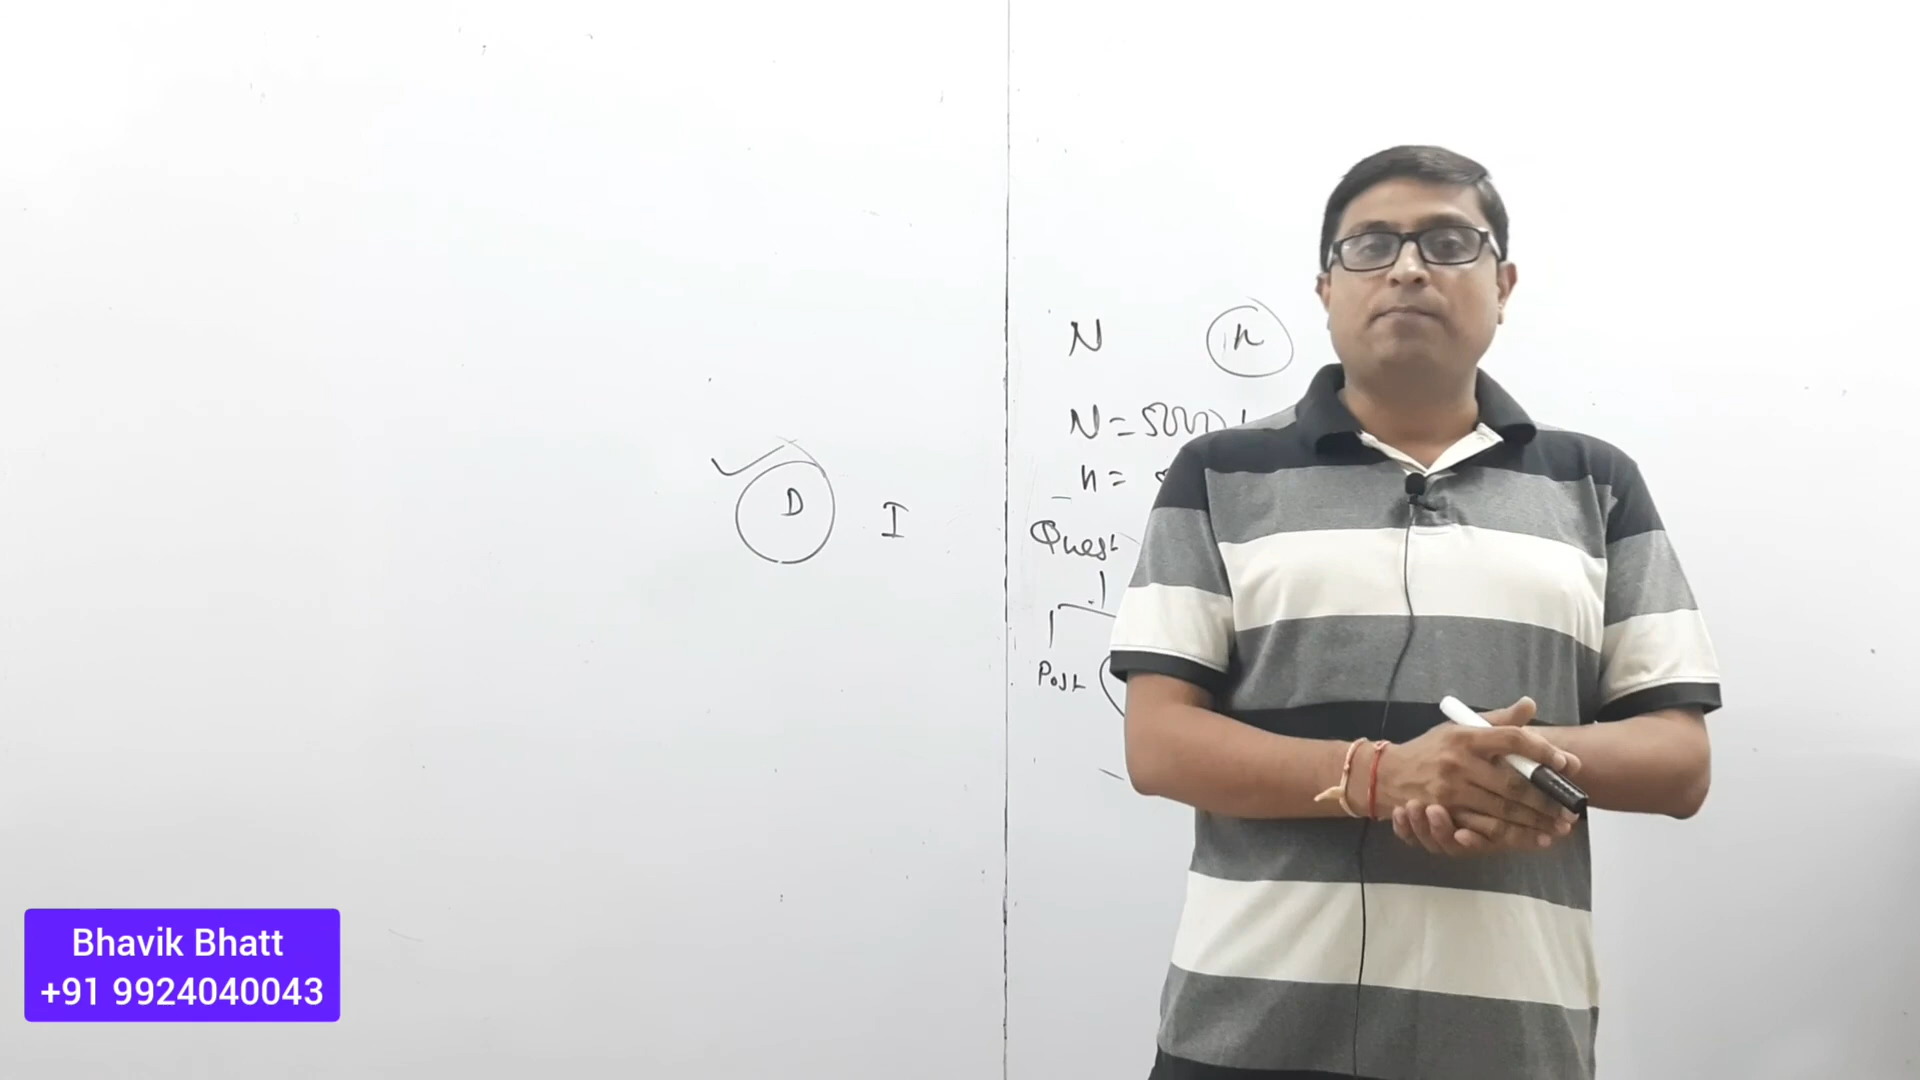 N n
N = 5000
n =
D I
Quest
Post
Bhavik Bhatt
+91 9924040043